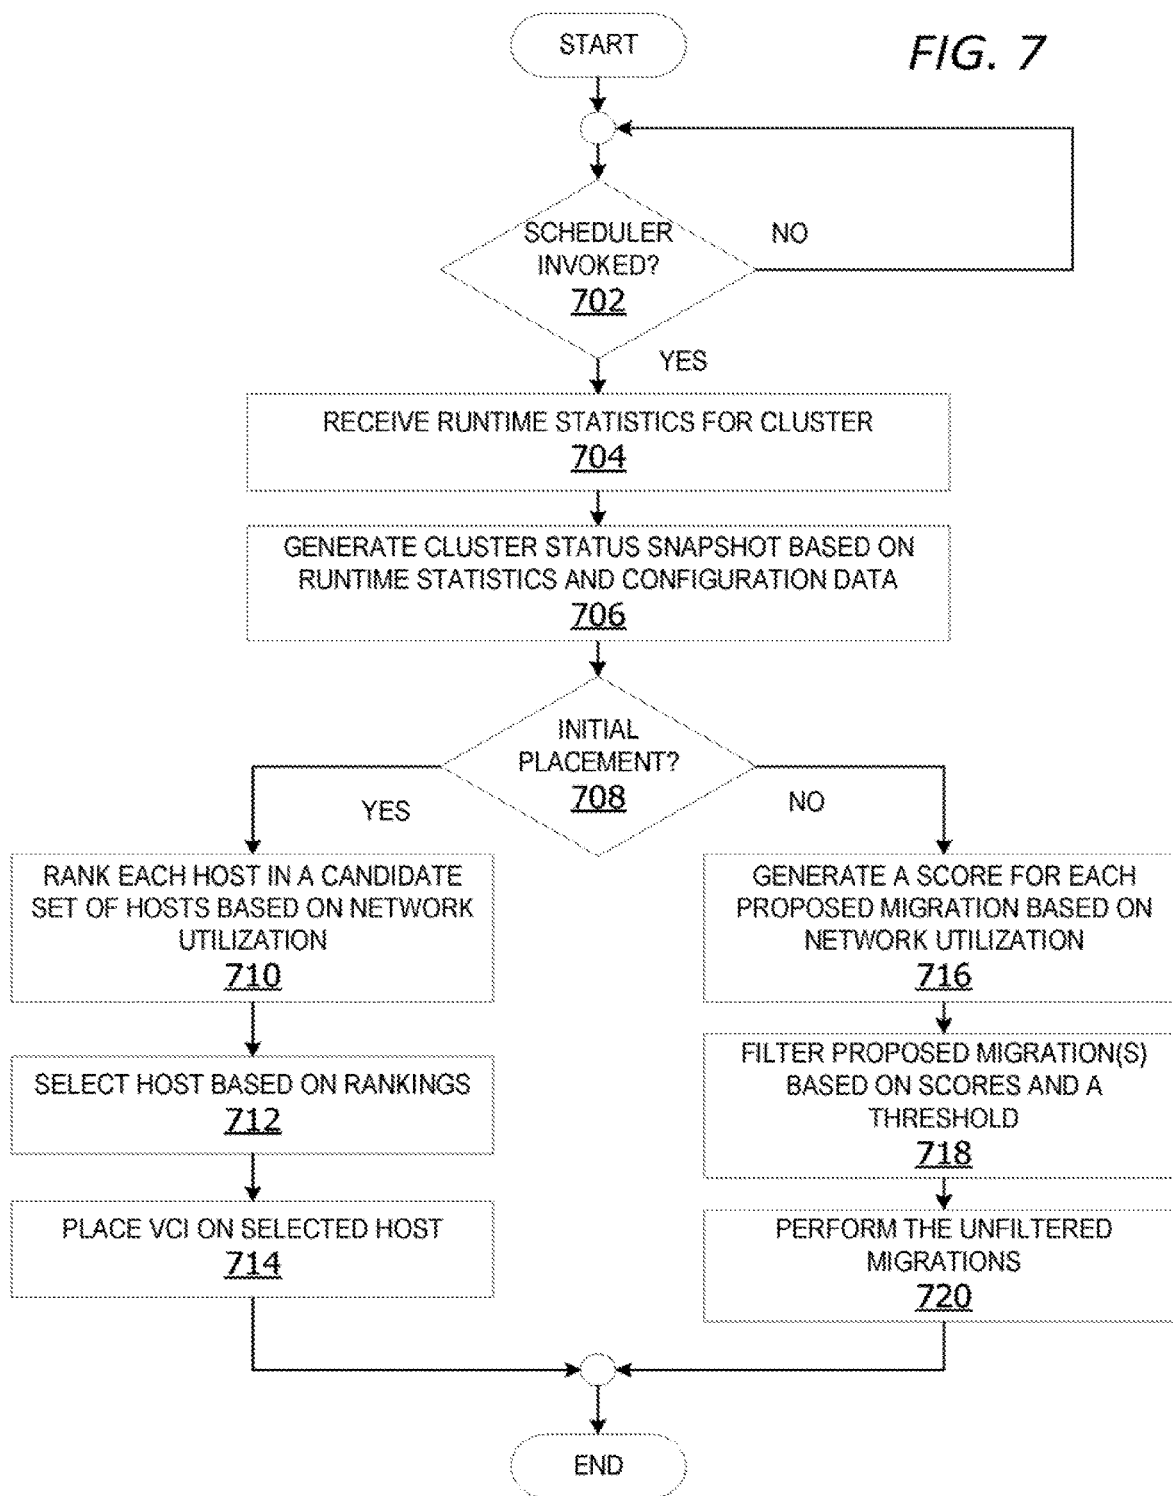 START
FIG. 7
SCHEDULER
INVOKED?
702
NO
YES
RECEIVE RUNTIME STATISTICS FOR CLUSTER
704
GENERATE CLUSTER STATUS SNAPSHOT BASED ON
RUNTIME STATISTICS AND CONFIGURATION DATA
706
INITIAL
PLACEMENT?
708
YES
NO
RANK EACH HOST IN A CANDIDATE
SET OF HOSTS BASED ON NETWORK
UTILIZATION
710
SELECT HOST BASED ON RANKINGS
712
PLACE VCI ON SELECTED HOST
714
GENERATE A SCORE FOR EACH
PROPOSED MIGRATION BASED ON
NETWORK UTILIZATION
716
FILTER PROPOSED MIGRATION(S)
BASED ON SCORES AND A
THRESHOLD
718
PERFORM THE UNFILTERED
MIGRATIONS
720
END